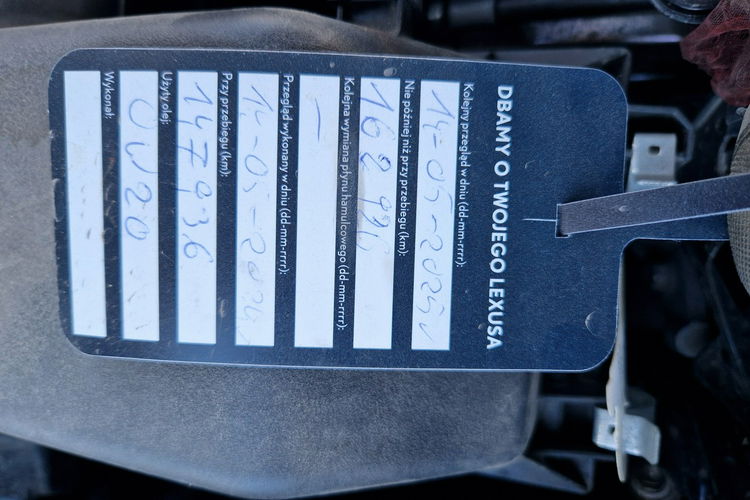 DBAMY O TWOJEGO LEXUSA
Kolejny przegląd w dniu (dd-mm-rrrr):
14-05-2025
Nie później niż przy przebiegu (km):
162 936
Kolejna wymiana płynu hamulcowego (dd-mm-rrrr):
—
Przegląd wykonany w dniu (dd-mm-rrrr):
14-05-2024
Przy przebiegu (km):
147936
Użyty olej:
0W20
Wykonał: